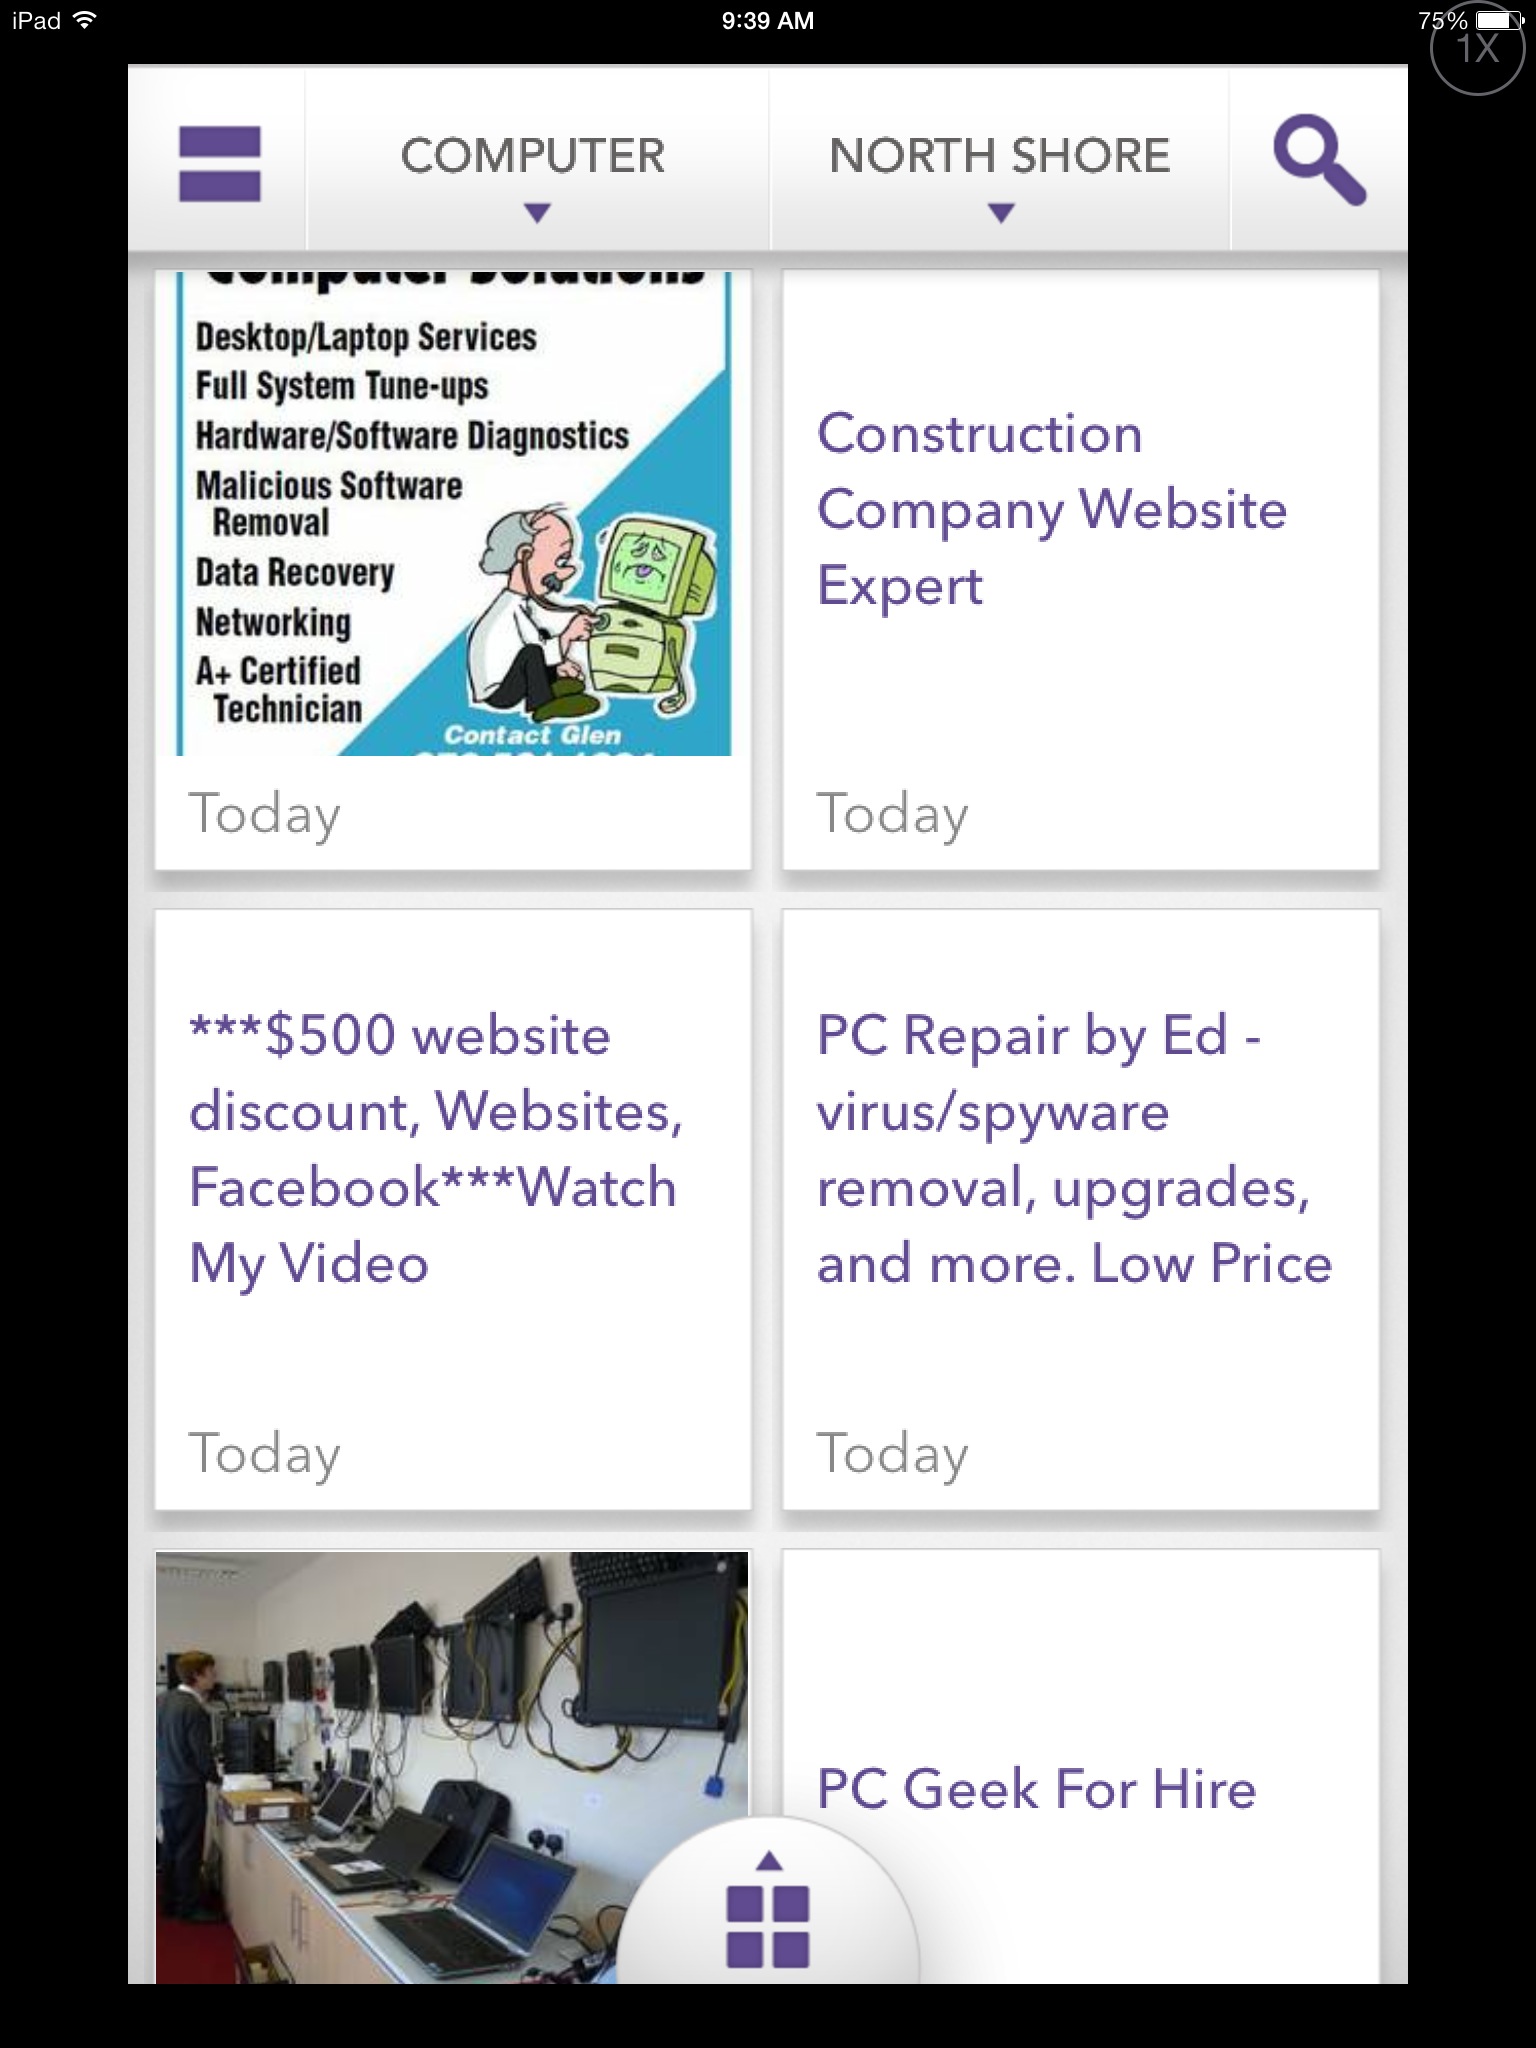 iPad 9:39 AM 75%
1X
COMPUTER NORTH SHORE
Computer Solutions
Desktop/Laptop Services
Full System Tune-ups
Hardware/Software Diagnostics
Malicious Software
Removal
Data Recovery
Networking
A+ Certified
Technician
Contact Glen
Today
Construction
Company Website
Expert
Today
***$500 website
discount, Websites,
Facebook***Watch
My Video
Today
PC Repair by Ed -
virus/spyware
removal, upgrades,
and more. Low Price
Today
PC Geek For Hire